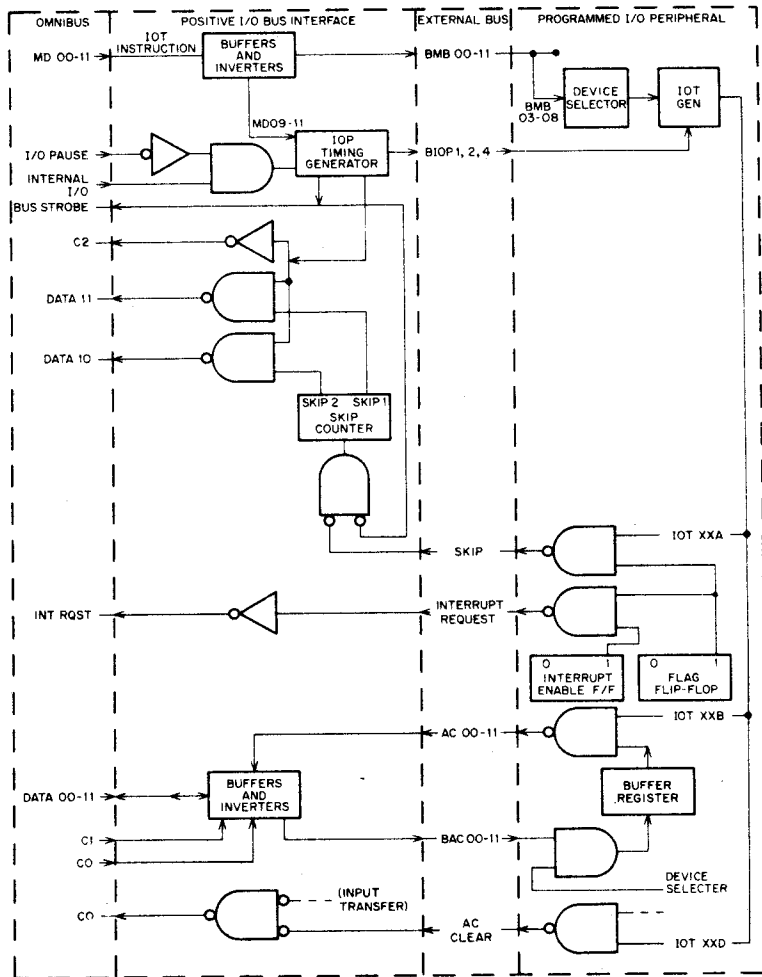 OMNIBUS
POSITIVE I/O BUS INTERFACE
EXTERNAL BUS
PROGRAMMED I/O PERIPHERAL
IOT
INSTRUCTION
MD 00-11
BUFFERS
AND
INVERTERS
BMB 00-11
BMB
03-08
DEVICE
SELECTOR
IOT
GEN
MD09-11
I/O PAUSE
INTERNAL
I/O
IOP
TIMING
GENERATOR
BIOP 1, 2, 4
BUS STROBE
C2
DATA 11
DATA 10
SKIP 2 SKIP 1
SKIP
COUNTER
SKIP
IOT XXA
INT RQST
INTERRUPT
REQUEST
0 1
INTERRUPT
ENABLE F/F
0 1
FLAG
FLIP-FLOP
AC 00-11
IOT XXB
DATA 00-11
BUFFERS
AND
INVERTERS
BUFFER
REGISTER
C1
C0
BAC 00-11
DEVICE
SELECTER
(INPUT
TRANSFER)
C0
AC
CLEAR
IOT XXD